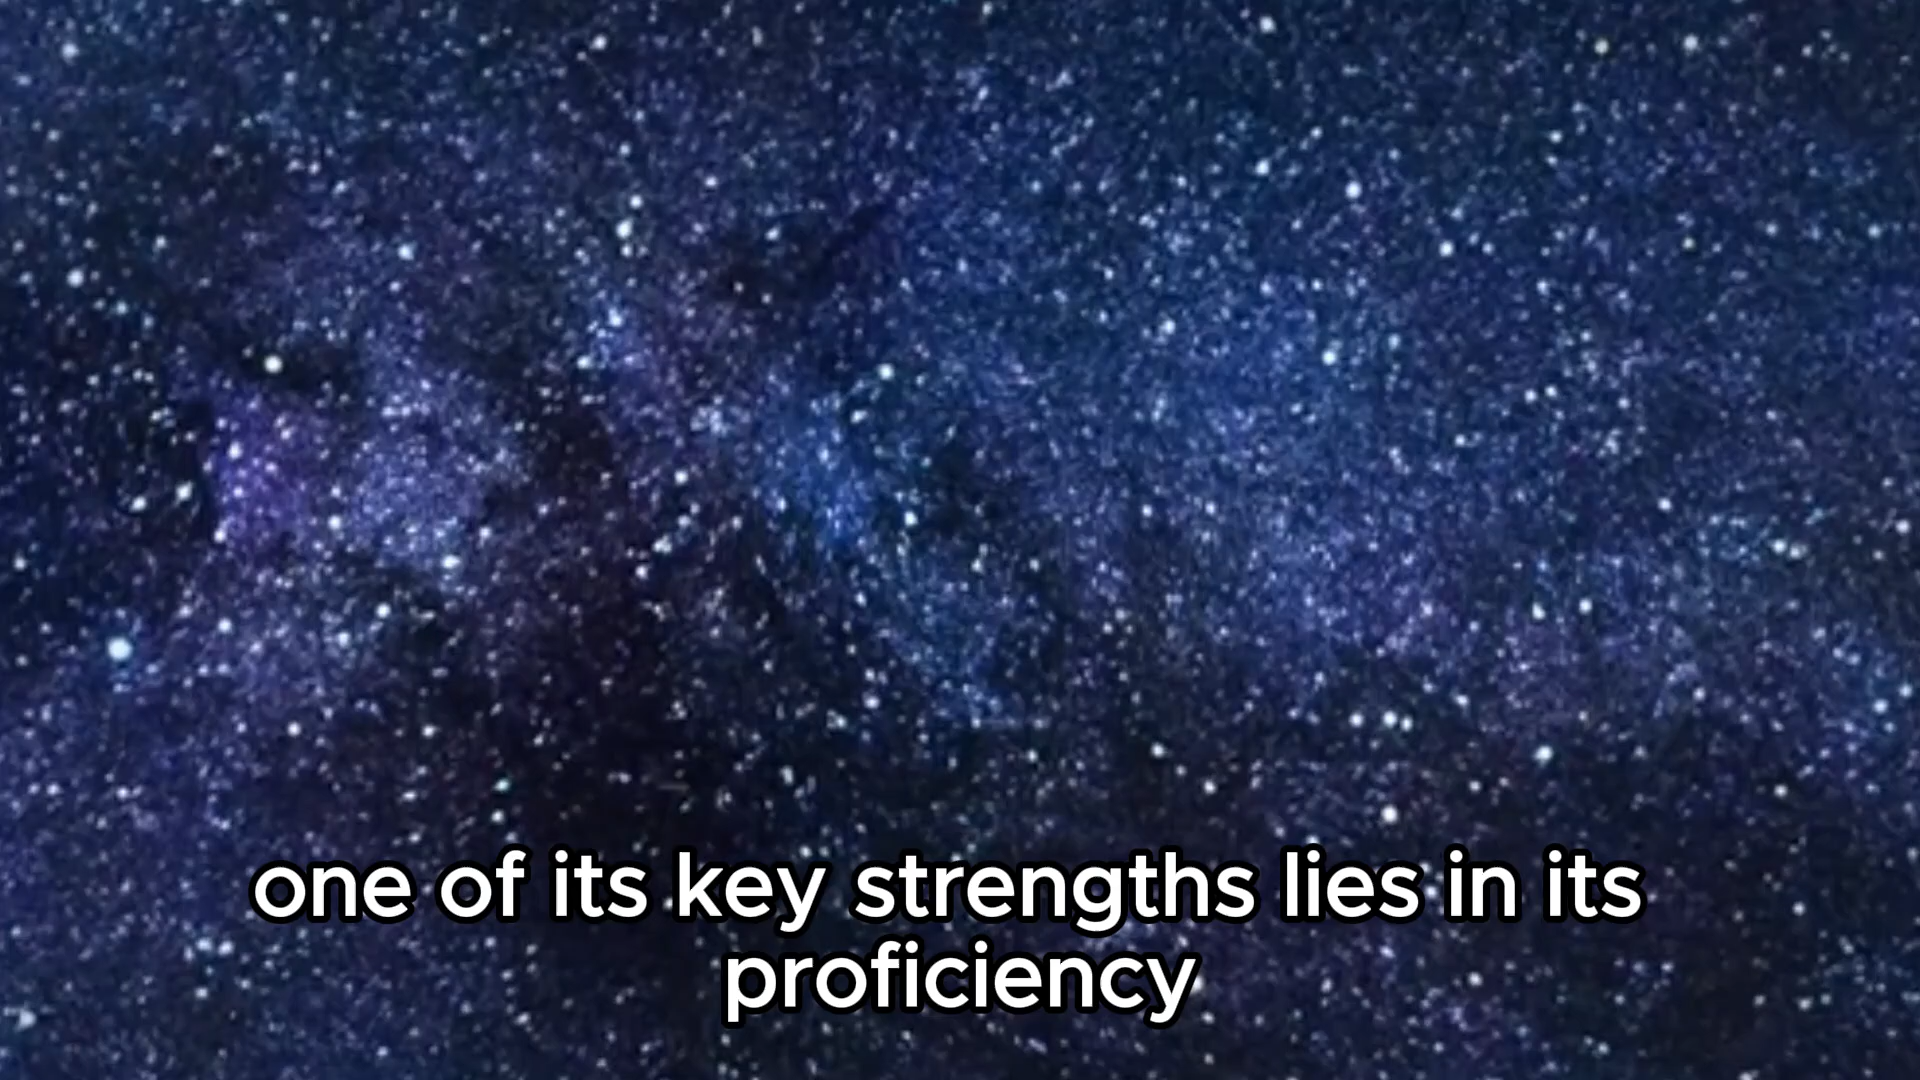 one of its key strengths lies in its
proficiency